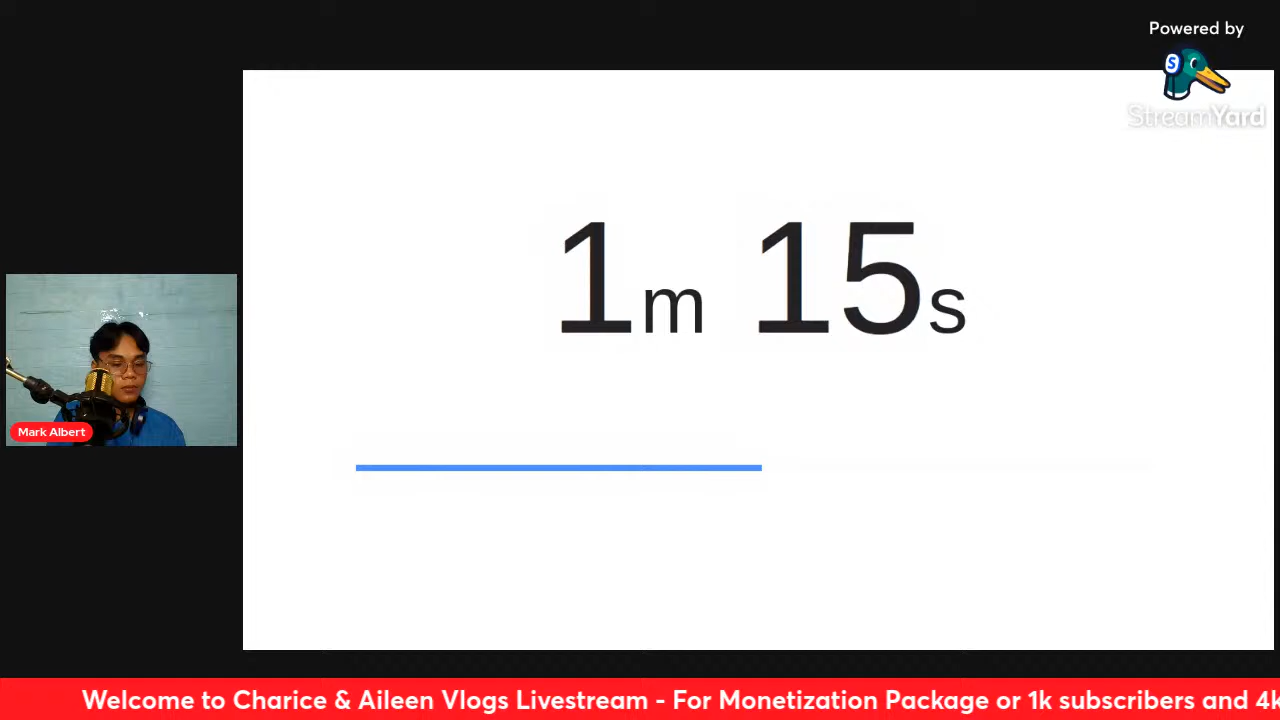 Powered by
S
StreamYard
1m 15s
Mark Albert
Welcome to Charice & Aileen Vlogs Livestream - For Monetization Package or 1k subscribers and 4k